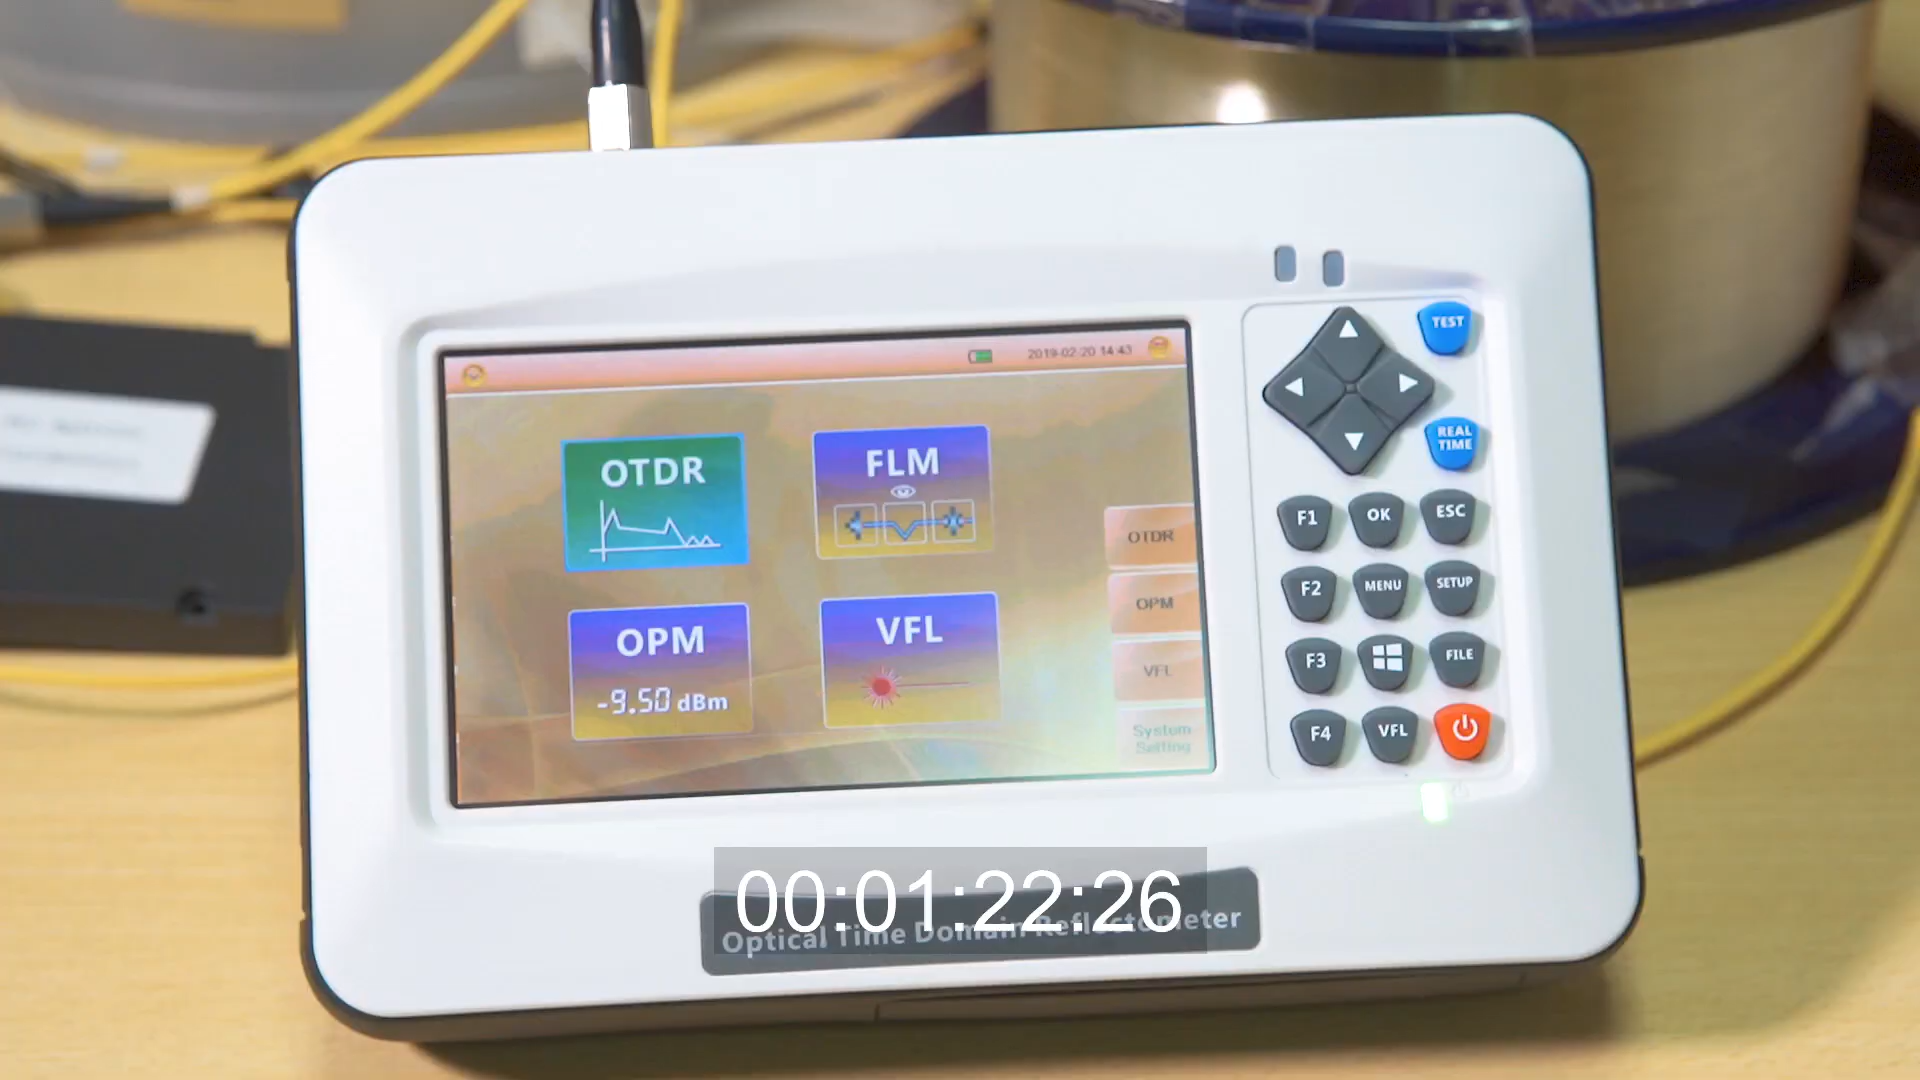 2019-02-20 14:43
OTDR
FLM
OPM
-9.50 dBm
VFL
OTDR
OPM
VFL
System
Setting
TEST
REAL
TIME
F1
OK
ESC
F2
MENU
SETUP
F3
FILE
F4
VFL
00:01:22:26
Optical Time Domain Reflectometer